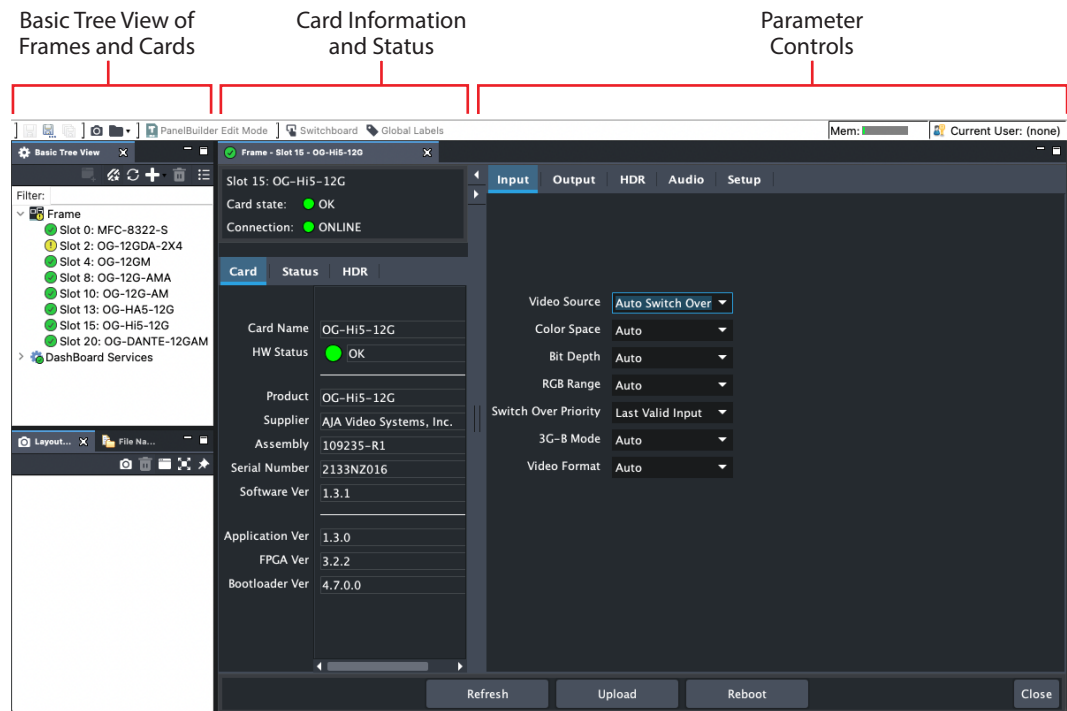 Basic Tree View of
Frames and Cards
Card Information
and Status
Parameter
Controls
PanelBuilder Edit Mode
Switchboard
Global Labels
Mem:
Current User: (none)
Basic Tree View
Filter:
Frame
Slot 0: MFC-8322-S
Slot 2: OG-12GDA-2X4
Slot 4: OG-12GM
Slot 8: OG-12G-AMA
Slot 10: OG-12G-AM
Slot 13: OG-HA5-12G
Slot 15: OG-Hi5-12G
Slot 20: OG-DANTE-12GAM
DashBoard Services
Layout...
File Na...
Frame - Slot 15 - OG-Hi5-12G
Slot 15: OG-Hi5-12G
Card state: OK
Connection: ONLINE
Card Status HDR
Card Name OG-Hi5-12G
HW Status OK
Product OG-Hi5-12G
Supplier AJA Video Systems, Inc.
Assembly 109235-R1
Serial Number 2133NZ016
Software Ver 1.3.1
Application Ver 1.3.0
FPGA Ver 3.2.2
Bootloader Ver 4.7.0.0
Input Output HDR Audio Setup
Video Source Auto Switch Over
Color Space Auto
Bit Depth Auto
RGB Range Auto
Switch Over Priority Last Valid Input
3G-B Mode Auto
Video Format Auto
Refresh Upload Reboot Close